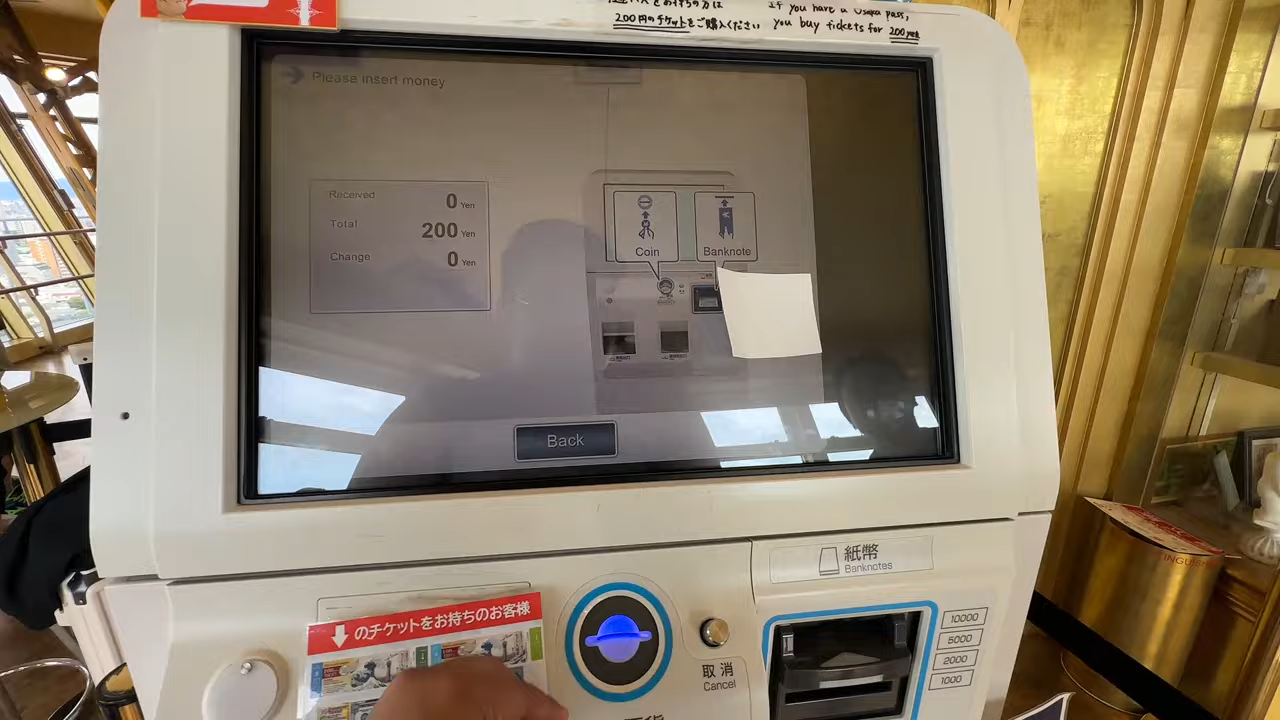 200円のチケットをご購入ください
If you have a Osaka pass,
you buy tickets for 200 yen
Please insert money
Received 0 Yen
Total 200 Yen
Change 0 Yen
Coin
Banknote
Back
紙幣
Banknotes
のチケットをお持ちのお客様
10000
5000
2000
1000
取消
Cancel